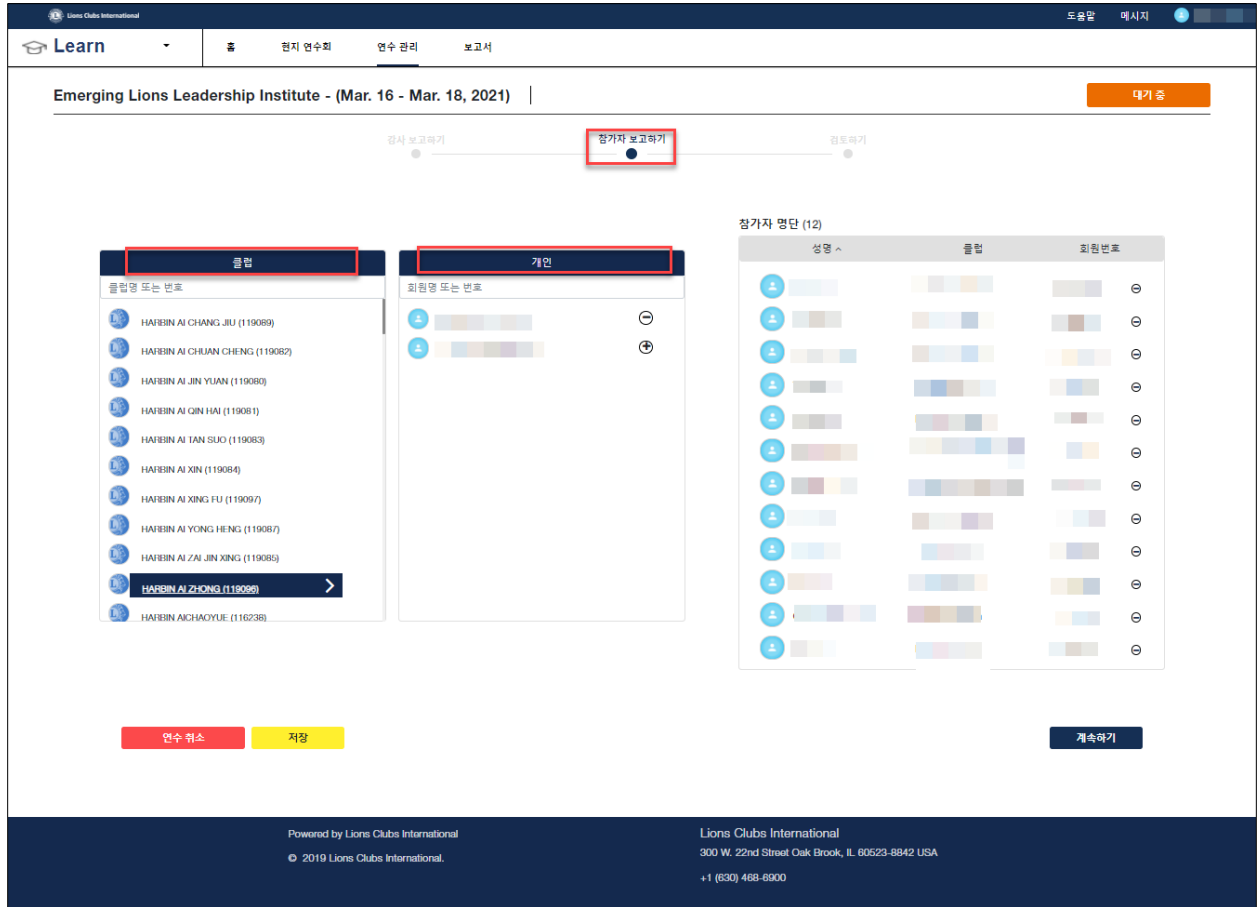 Lions Clubs International
도움말 메시지
Learn 홈 현지 연수회 연수 관리 보고서
Emerging Lions Leadership Institute - (Mar. 16 - Mar. 18, 2021)
대기 중
강사 보고하기 참가자 보고하기 검토하기
클럽
클럽명 또는 번호
HARBIN AI CHANG JIU (119089)
HARBIN AI CHUAN CHENG (119082)
HARBIN AI JIN YUAN (119080)
HARBIN AI QIN HAI (119081)
HARBIN AI TAN SUO (119083)
HARBIN AI XIN (119084)
HARBIN AI XING FU (119097)
HARBIN AI YONG HENG (119087)
HARBIN AI ZAI JIN XING (119085)
HARBIN AI ZHONG (119096)
HARBIN AICHAOYUE (116238)
개인
회원명 또는 번호
참가자 명단 (12)
성명 클럽 회원번호
연수 취소 저장 계속하기
Powered by Lions Clubs International
© 2019 Lions Clubs International.
Lions Clubs International
300 W. 22nd Street Oak Brook, IL 60523-8842 USA
+1 (630) 468-6900